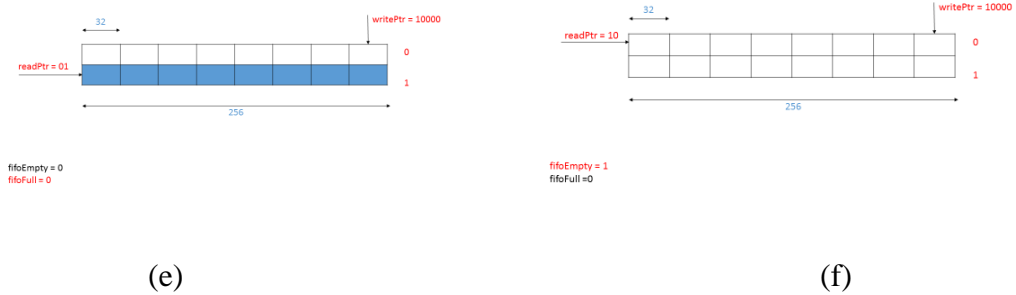 32
writePtr = 10000
0
readPtr = 01
1
256
fifoEmpty = 0
fifoFull = 0
(e)
32
writePtr = 10000
readPtr = 10
0
1
256
fifoEmpty = 1
fifoFull =0
(f)